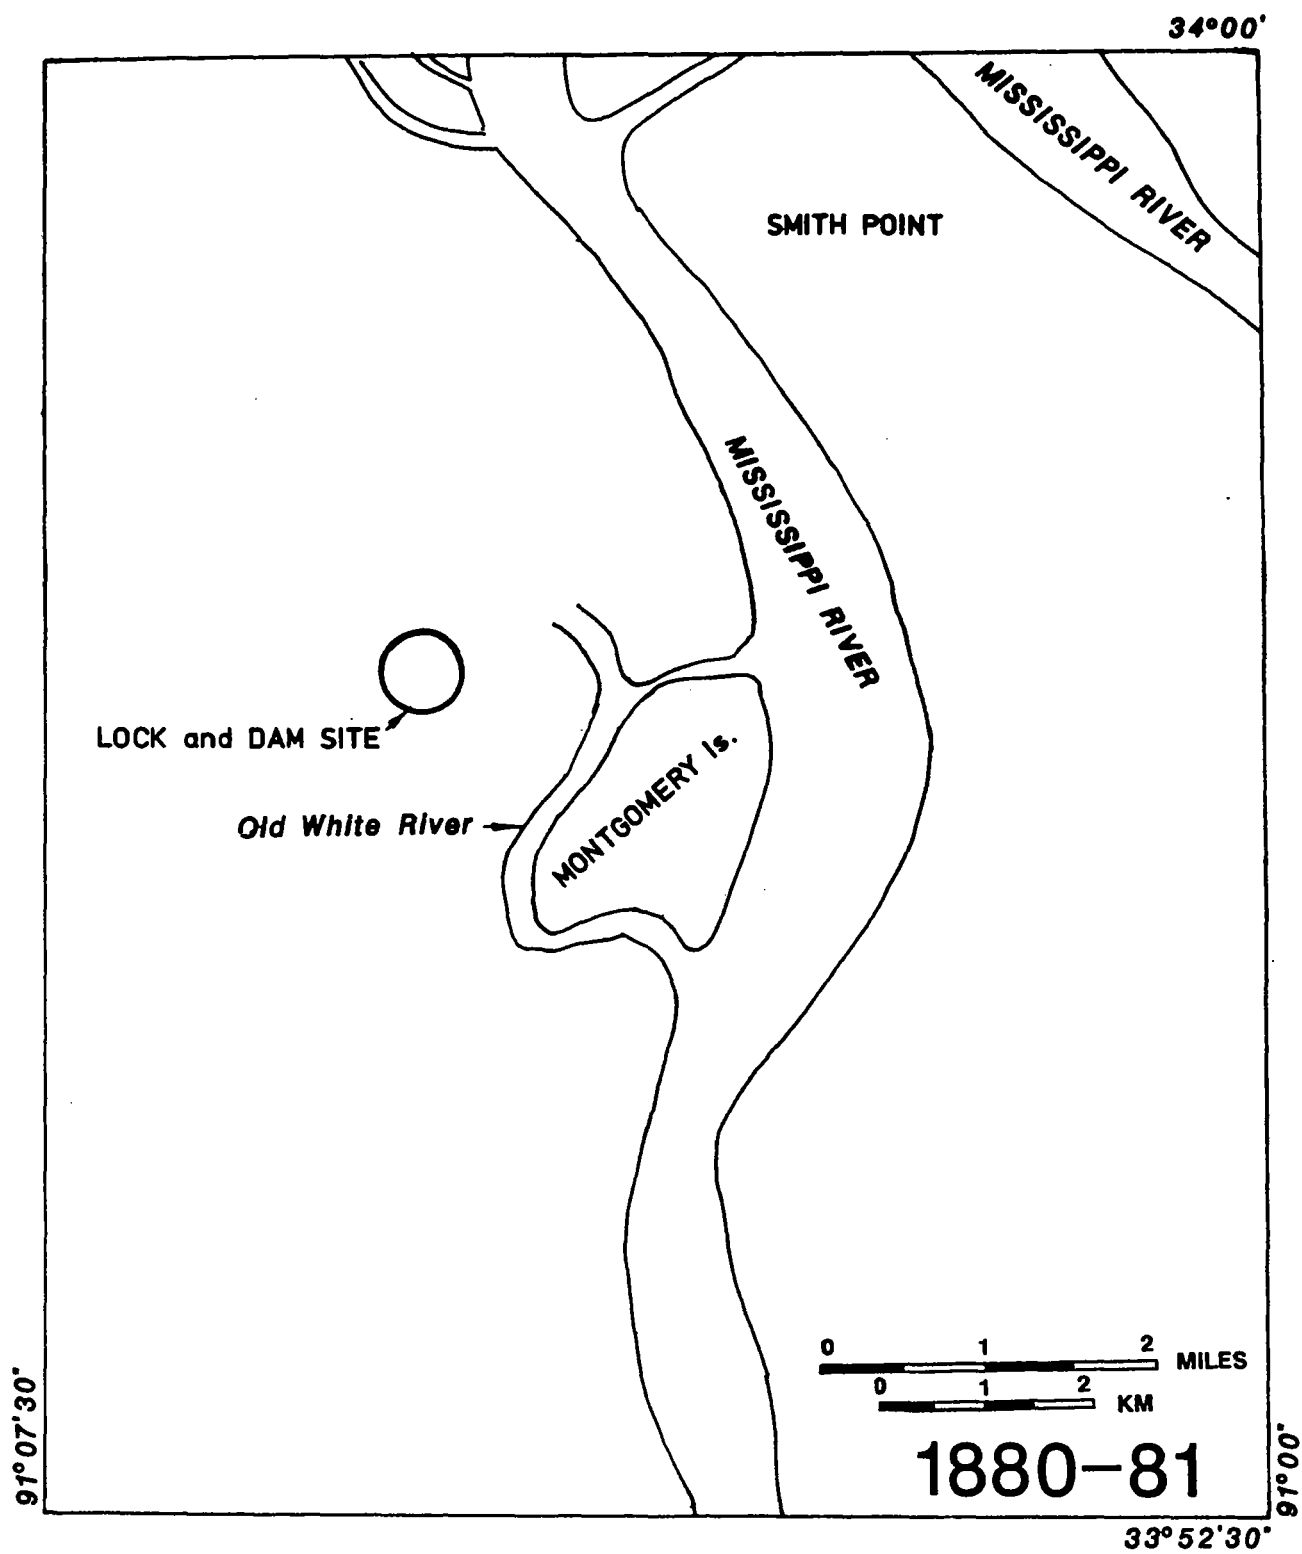 34°00'
MISSISSIPPI RIVER
SMITH POINT
MISSISSIPPI RIVER
LOCK and DAM SITE
MONTGOMERY Is.
Old White River
0 1 2 MILES
0 1 2 KM
1880-81
91°07'30"
91°00"
33°52'30"